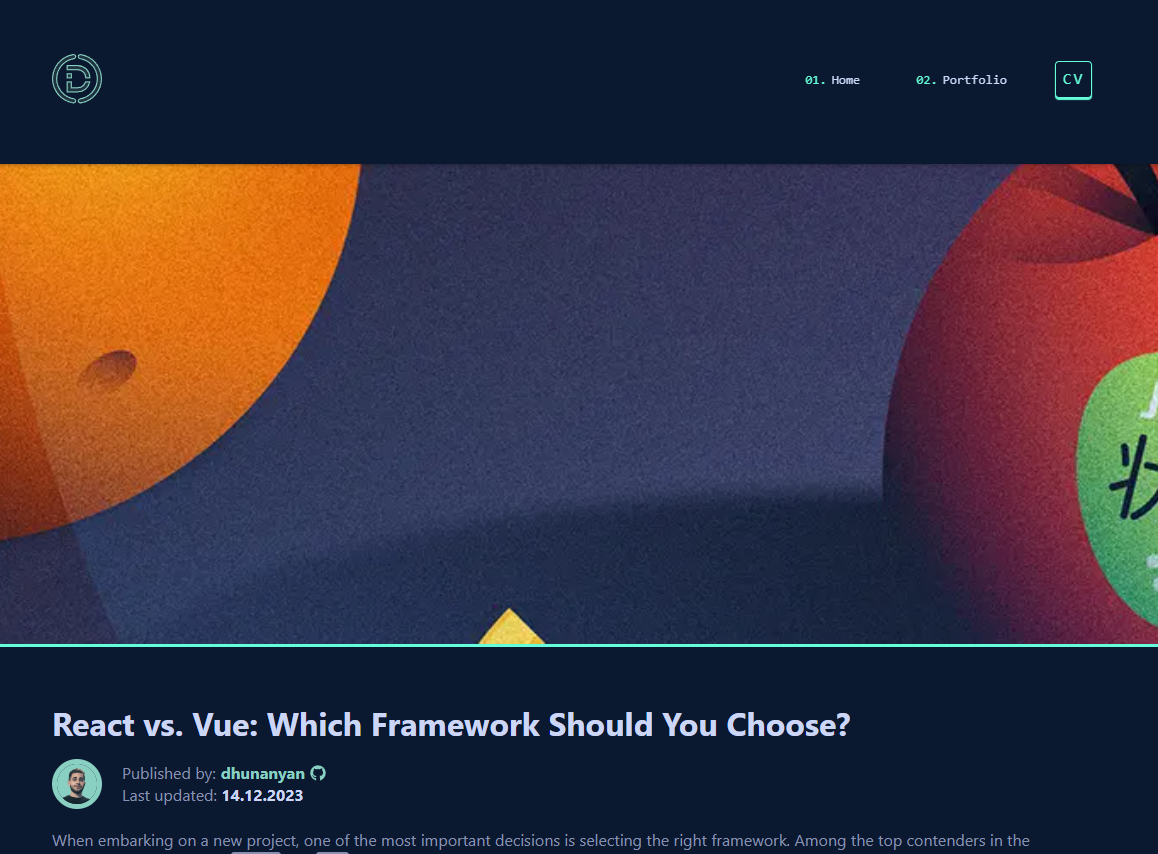 01. Home
02. Portfolio
CV
React vs. Vue: Which Framework Should You Choose?
Published by: dhunanyan
Last updated: 14.12.2023
When embarking on a new project, one of the most important decisions is selecting the right framework. Among the top contenders in the